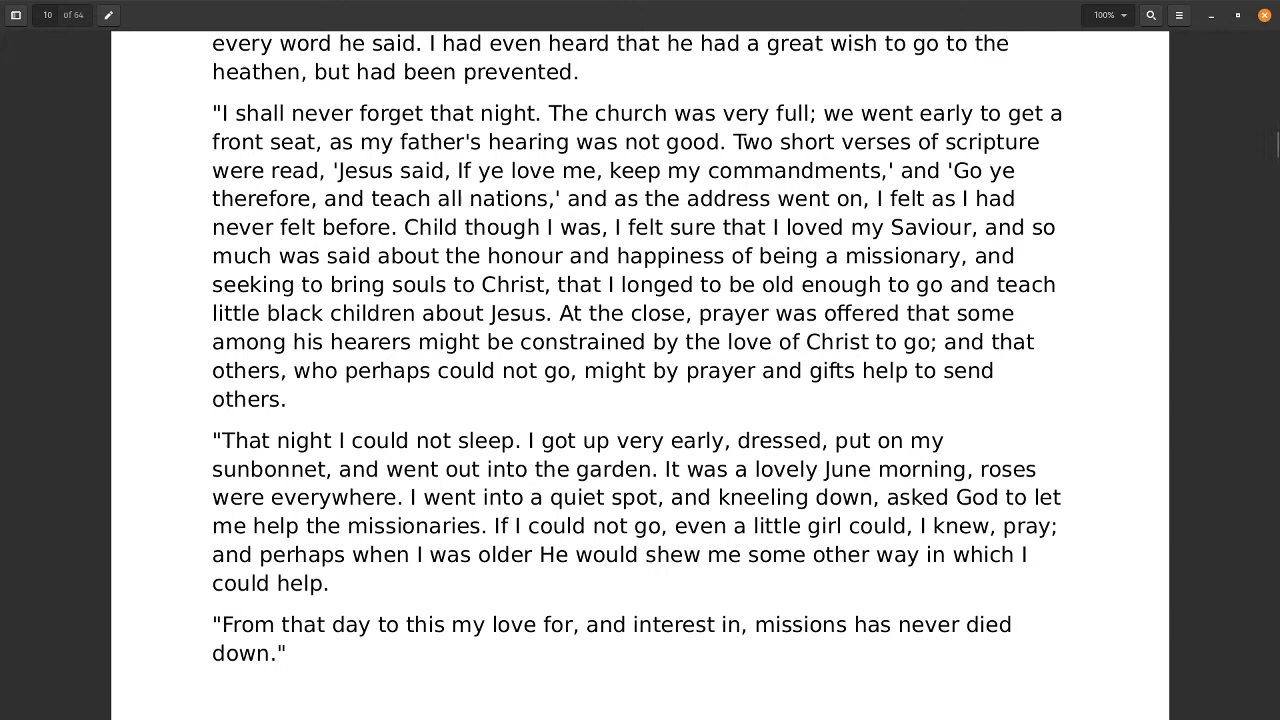 10 of 64
100%
every word he said. I had even heard that he had a great wish to go to the
heathen, but had been prevented.
"I shall never forget that night. The church was very full; we went early to get a
front seat, as my father's hearing was not good. Two short verses of scripture
were read, 'Jesus said, If ye love me, keep my commandments,' and 'Go ye
therefore, and teach all nations,' and as the address went on, I felt as I had
never felt before. Child though I was, I felt sure that I loved my Saviour, and so
much was said about the honour and happiness of being a missionary, and
seeking to bring souls to Christ, that I longed to be old enough to go and teach
little black children about Jesus. At the close, prayer was offered that some
among his hearers might be constrained by the love of Christ to go; and that
others, who perhaps could not go, might by prayer and gifts help to send
others.
"That night I could not sleep. I got up very early, dressed, put on my
sunbonnet, and went out into the garden. It was a lovely June morning, roses
were everywhere. I went into a quiet spot, and kneeling down, asked God to let
me help the missionaries. If I could not go, even a little girl could, I knew, pray;
and perhaps when I was older He would shew me some other way in which I
could help.
"From that day to this my love for, and interest in, missions has never died
down."